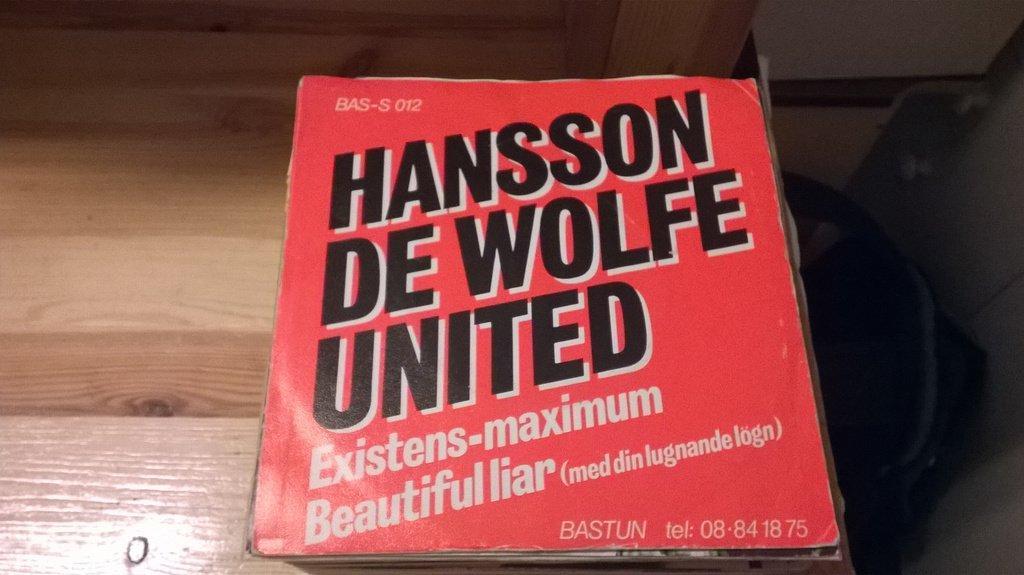 BAS-S 012
HANSSON
DE WOLFE
UNITED
Existens-maximum
Beautiful liar (med din lugnande lögn)
BASTUN tel: 08·84 18 75